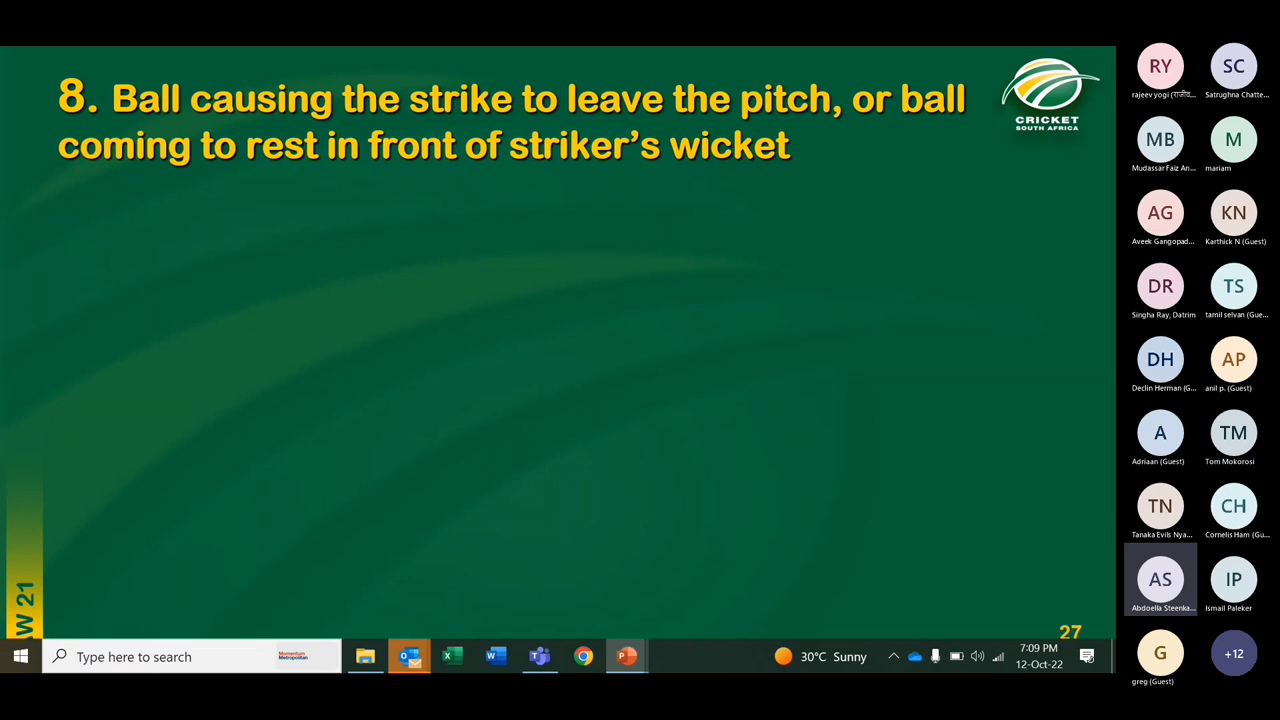 8. Ball causing the strike to leave the pitch, or ball
coming to rest in front of striker's wicket
CRICKET
SOUTH AFRICA
W 21
27
Type here to search
Momentum
Metropolitan
30°C Sunny
7:09 PM
12-Oct-22
RY
SC
rajeev yogi (राजीव...
Satrughna Chatte...
MB
M
Mudassar Faiz An...
mariam
AG
KN
Aveek Gangopad...
Karthick N (Guest)
DR
TS
Singha Ray, Datrim
tamil selvan (Gue...
DH
AP
Declin Herman (G...
anil p. (Guest)
A
TM
Adriaan (Guest)
Tom Mokorosi
TN
CH
Tanaka Evils Nya...
Cornelis Ham (Gu...
AS
IP
Abdoella Steenka...
Ismail Paleker
G
+12
greg (Guest)